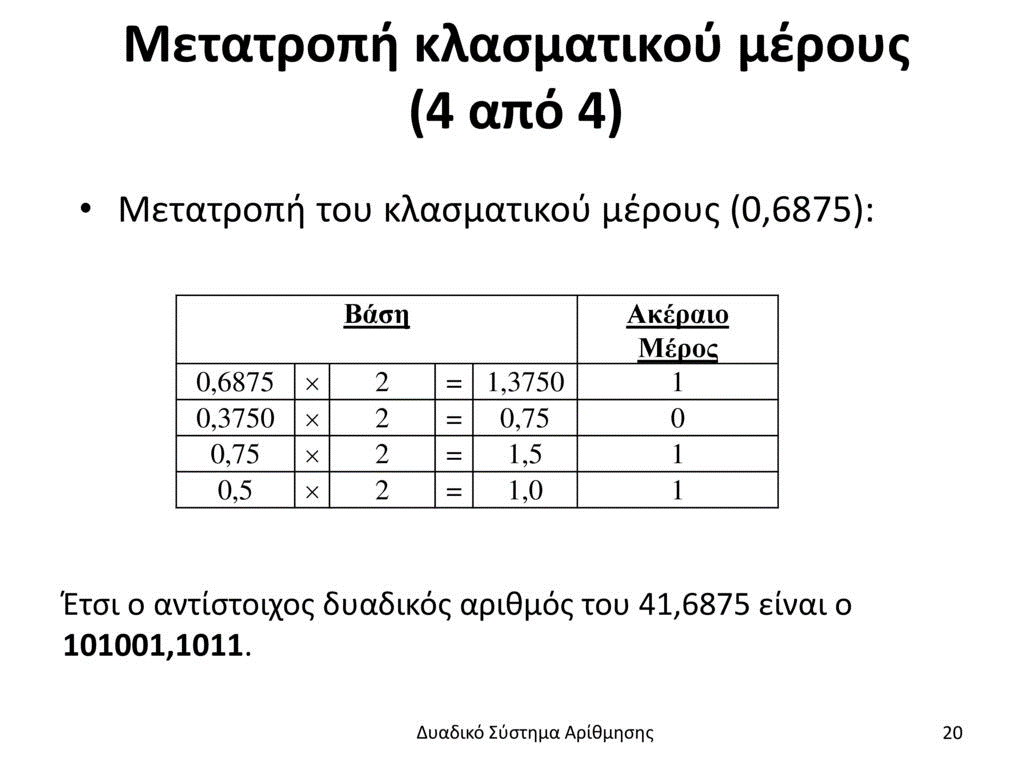 Μετατροπή κλασματικού μέρους
(4 από 4)
• Μετατροπή του κλασματικού μέρους (0,6875):
Βάση Ακέραιο
Μέρος
0,6875 × 2 = 1,3750 1
0,3750 × 2 = 0,75 0
0,75 × 2 = 1,5 1
0,5 × 2 = 1,0 1
Έτσι ο αντίστοιχος δυαδικός αριθμός του 41,6875 είναι ο
101001,1011.
Δυαδικό Σύστημα Αρίθμησης 20